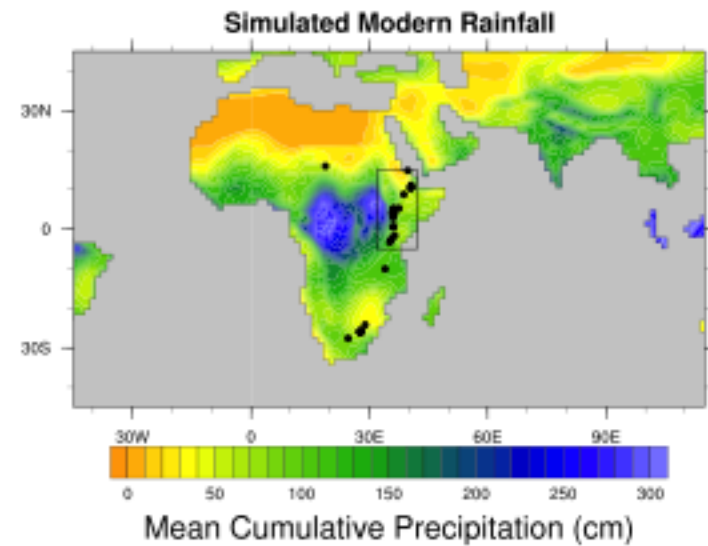 Simulated Modern Rainfall
30N
0
30S
30W 0 30E 60E 90E
0 50 100 150 200 250 300
Mean Cumulative Precipitation (cm)